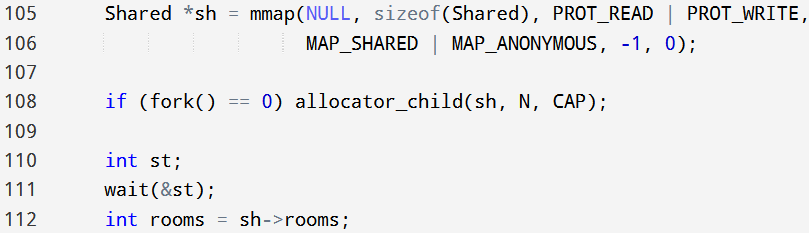 105 Shared *sh = mmap(NULL, sizeof(Shared), PROT_READ | PROT_WRITE,
106 MAP_SHARED | MAP_ANONYMOUS, -1, 0);
107
108 if (fork() == 0) allocator_child(sh, N, CAP);
109
110 int st;
111 wait(&st);
112 int rooms = sh->rooms;